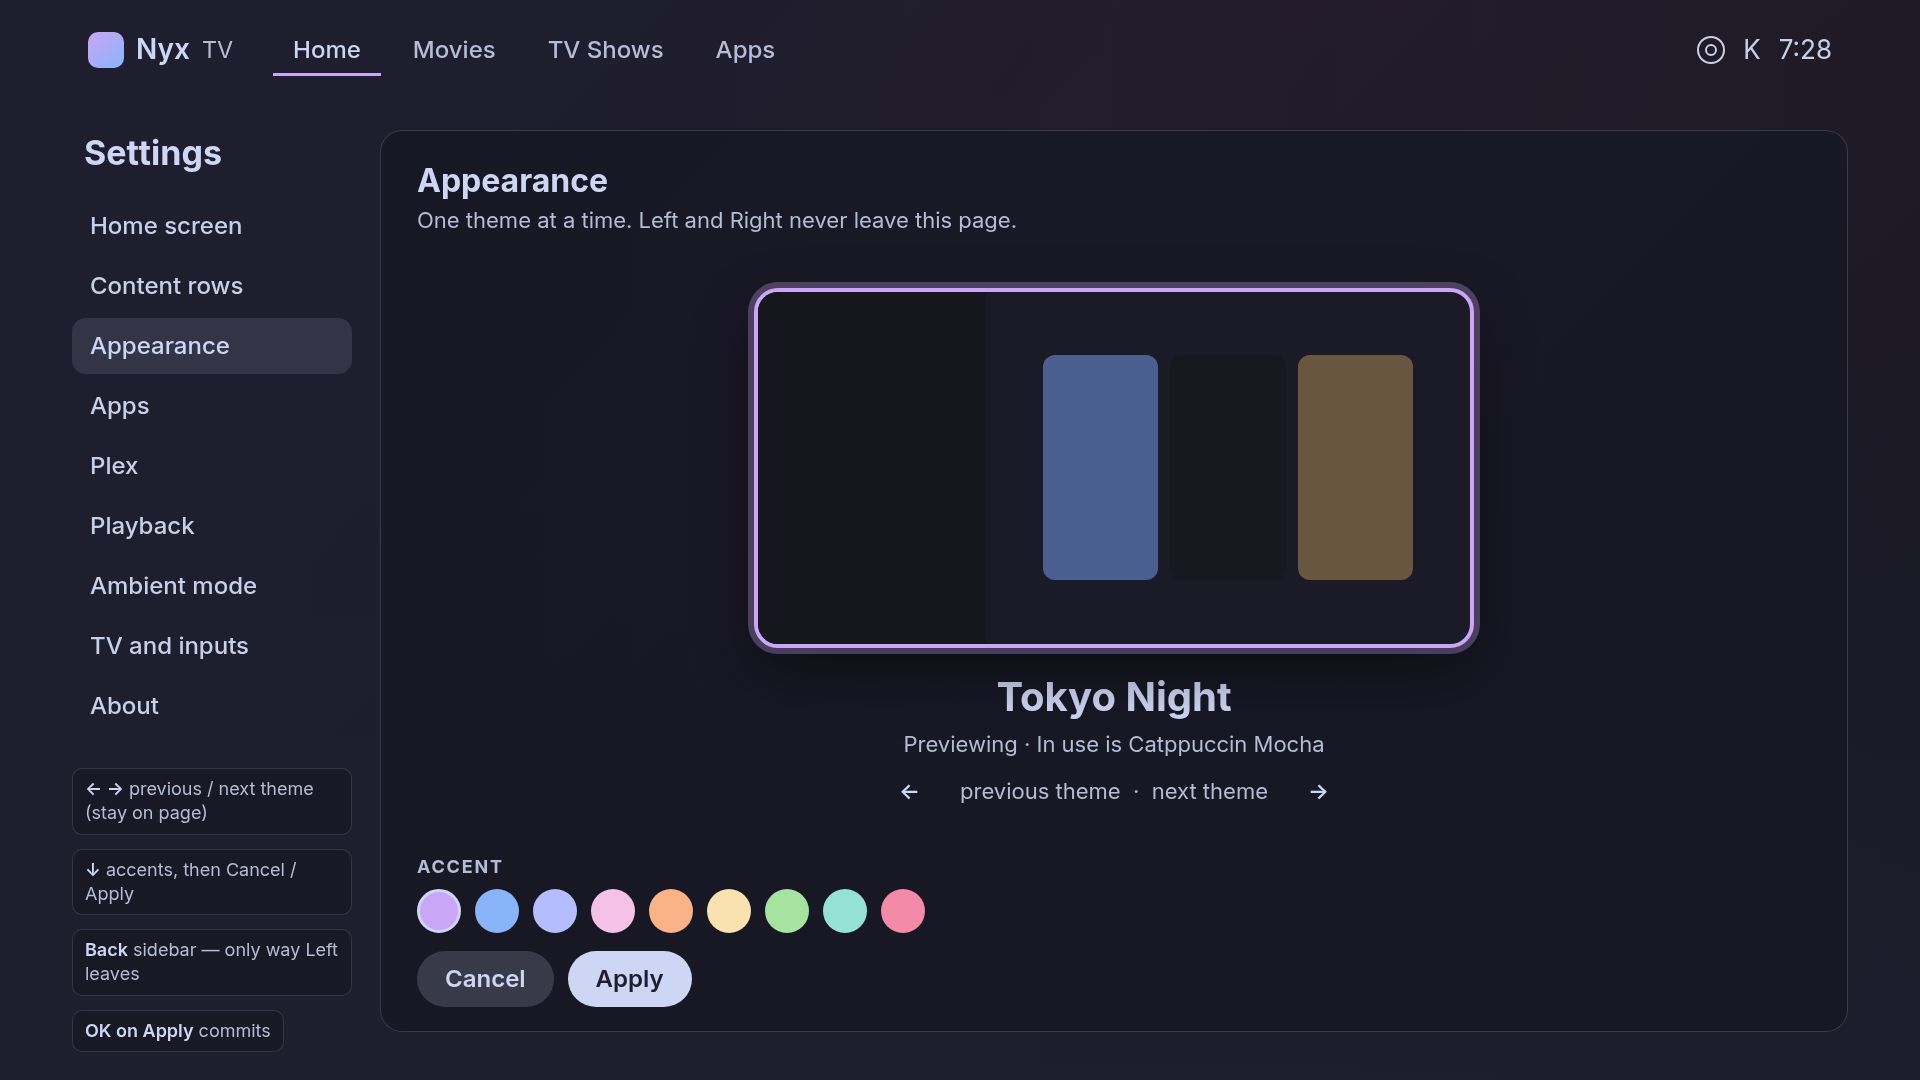 Nyx TV
Home
Movies
TV Shows
Apps
K
7:28
Settings
Home screen
Content rows
Appearance
Apps
Plex
Playback
Ambient mode
TV and inputs
About
← → previous / next theme
(stay on page)
↓ accents, then Cancel /
Apply
Back sidebar — only way Left
leaves
OK on Apply commits
Appearance
One theme at a time. Left and Right never leave this page.
Tokyo Night
Previewing · In use is Catppuccin Mocha
← previous theme · next theme →
ACCENT
Cancel
Apply